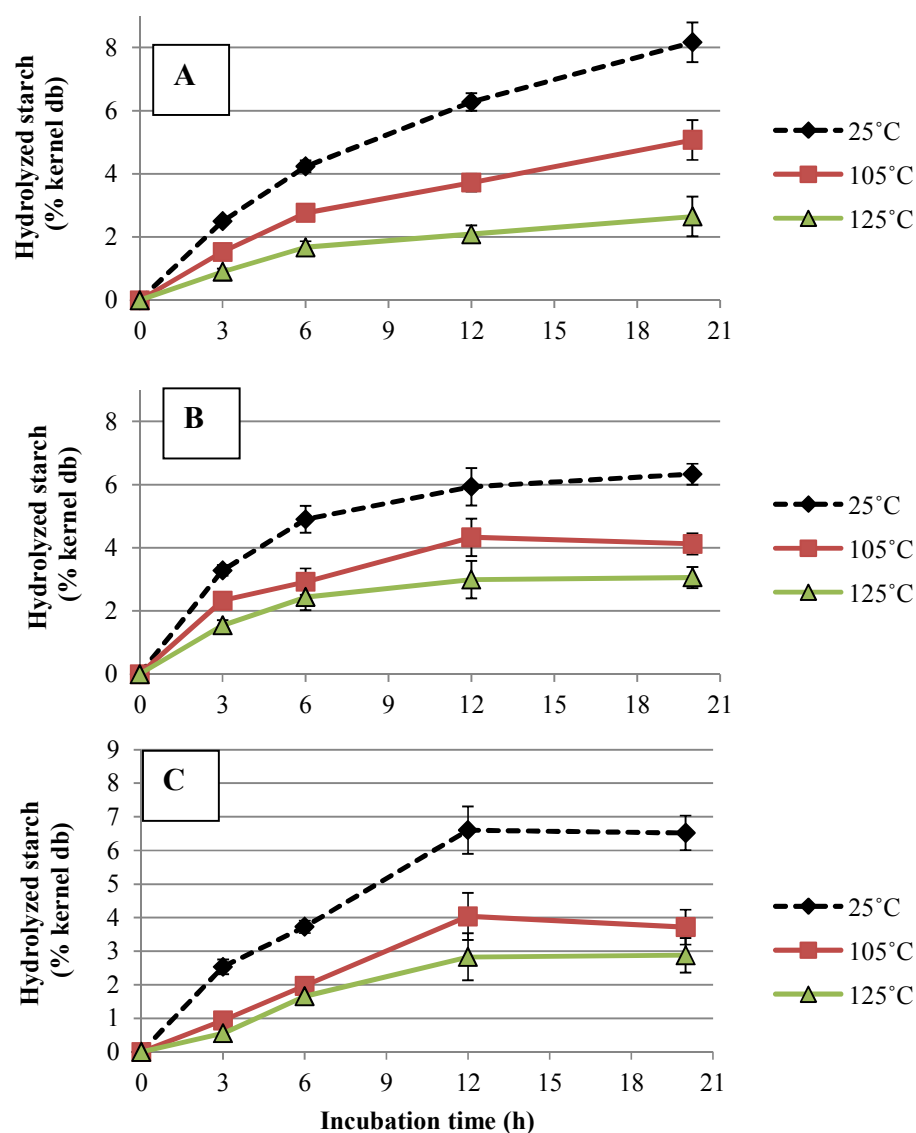 A
Hydrolyzed starch
(% kernel db)
8
6
4
2
0
0 3 6 9 12 15 18 21
25°C
105°C
125°C
B
Hydrolyzed starch
(% kernel db)
8
6
4
2
0
0 3 6 9 12 15 18 21
25°C
105°C
125°C
C
Hydrolyzed starch
(% kernel db)
9
8
7
6
5
4
3
2
1
0
0 3 6 9 12 15 18 21
25°C
105°C
125°C
Incubation time (h)